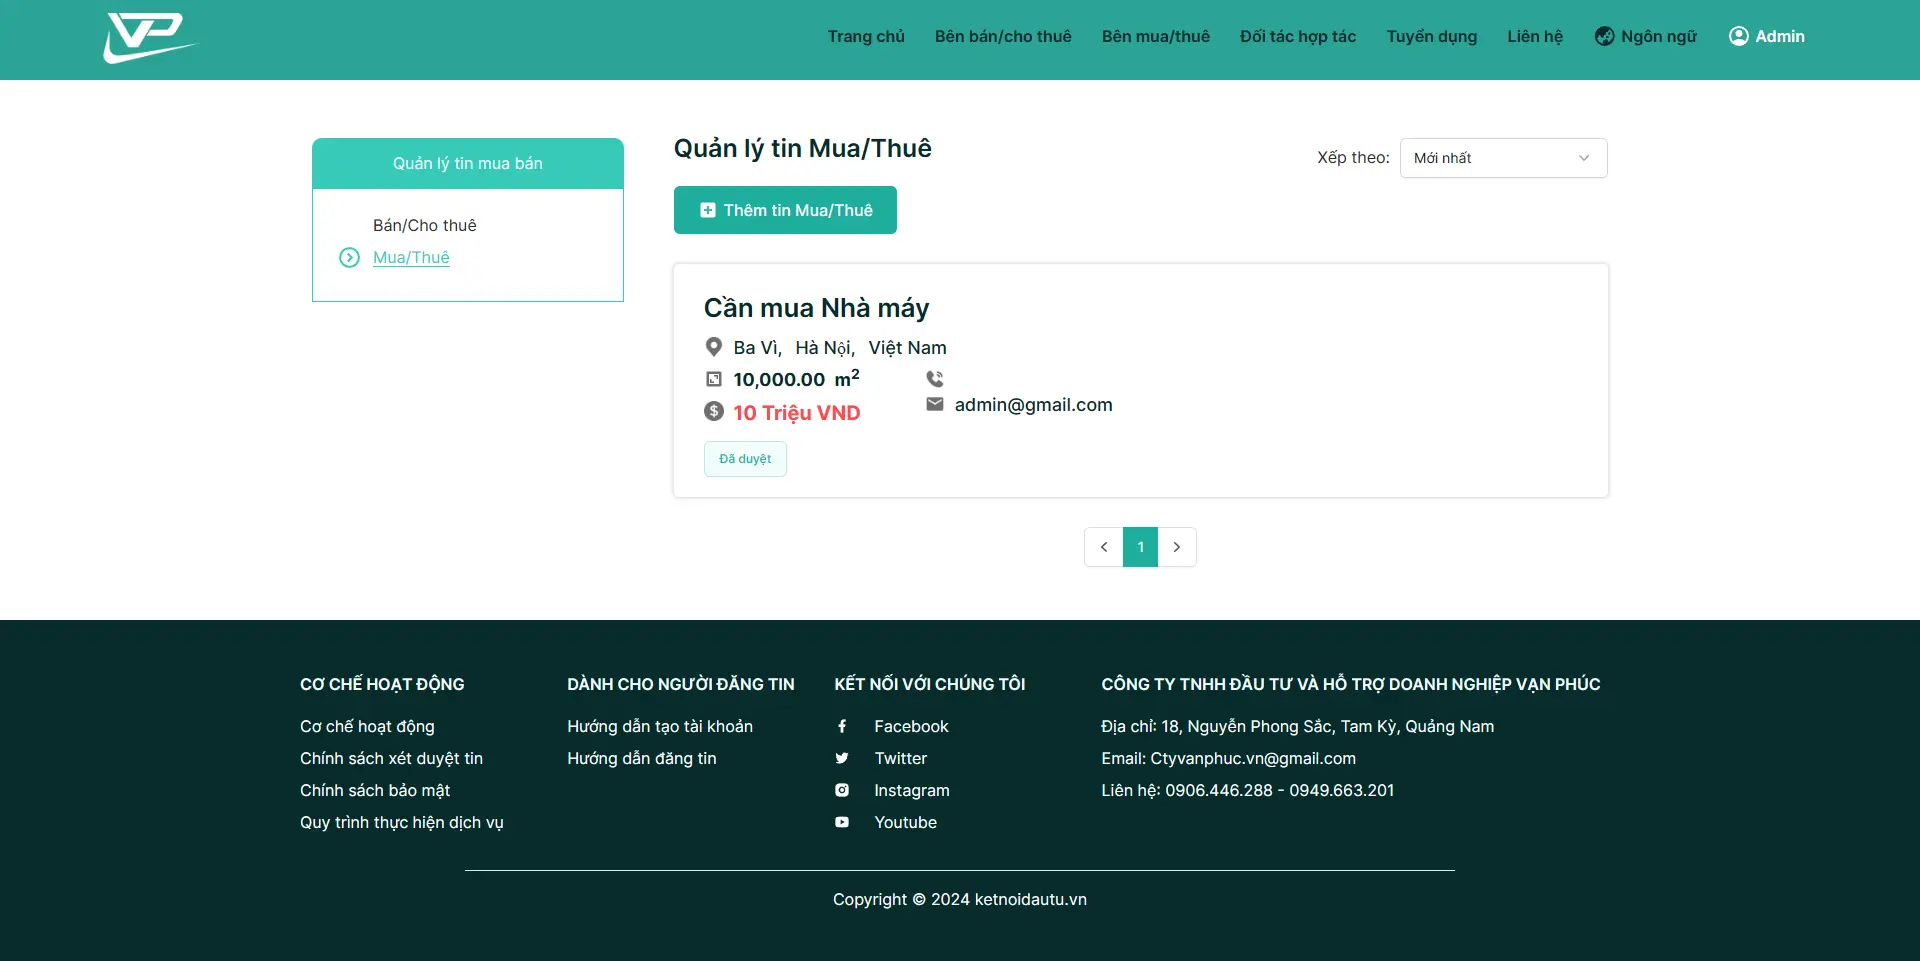 VP
Trang chủ
Bên bán/cho thuê
Bên mua/thuê
Đối tác hợp tác
Tuyển dụng
Liên hệ
Ngôn ngữ
Admin
Quản lý tin mua bán
Bán/Cho thuê
Mua/Thuê
Quản lý tin Mua/Thuê
Xếp theo: Mới nhất
Thêm tin Mua/Thuê
Cần mua Nhà máy
Ba Vì, Hà Nội, Việt Nam
10,000.00 m²
10 Triệu VND
admin@gmail.com
Đã duyệt
1
CƠ CHẾ HOẠT ĐỘNG
Cơ chế hoạt động
Chính sách xét duyệt tin
Chính sách bảo mật
Quy trình thực hiện dịch vụ
DÀNH CHO NGƯỜI ĐĂNG TIN
Hướng dẫn tạo tài khoản
Hướng dẫn đăng tin
KẾT NỐI VỚI CHÚNG TÔI
Facebook
Twitter
Instagram
Youtube
CÔNG TY TNHH ĐẦU TƯ VÀ HỖ TRỢ DOANH NGHIỆP VẠN PHÚC
Địa chỉ: 18, Nguyễn Phong Sắc, Tam Kỳ, Quảng Nam
Email: Ctyvanphuc.vn@gmail.com
Liên hệ: 0906.446.288 - 0949.663.201
Copyright © 2024 ketnoidautu.vn